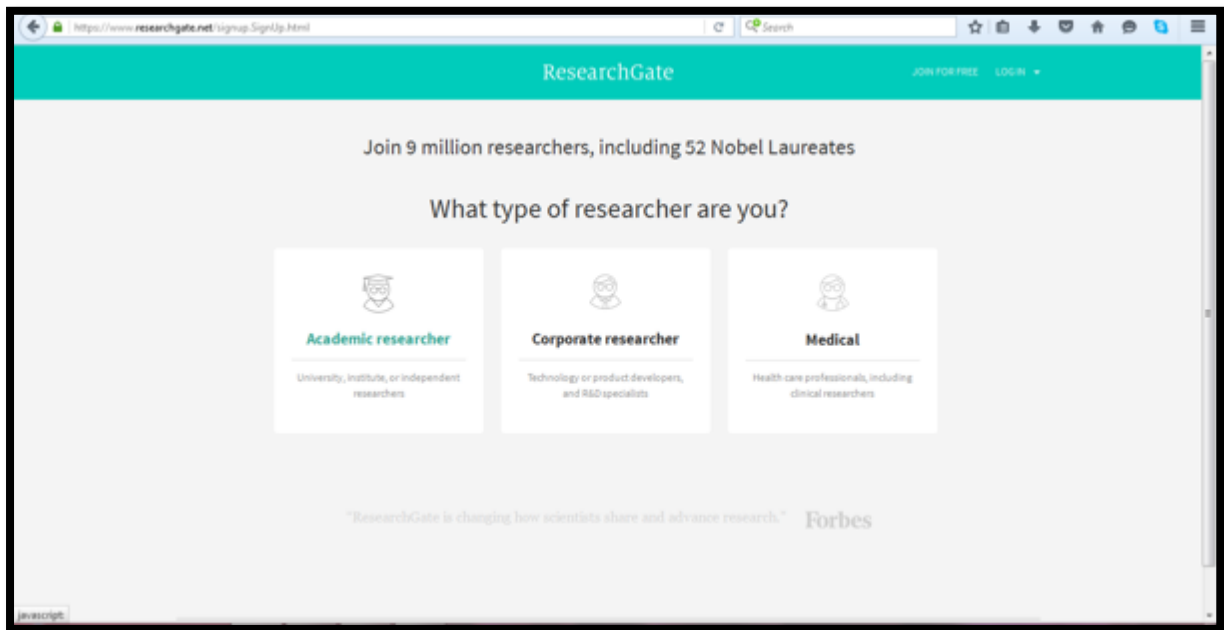 https://www.researchgate.net/signup.SignUp.html
Search
ResearchGate
JOIN FOR FREE LOG IN
Join 9 million researchers, including 52 Nobel Laureates
What type of researcher are you?
Academic researcher
University, institute, or independent
researchers
Corporate researcher
Technology or product developers,
and R&D specialists
Medical
Health care professionals, including
clinical researchers
"ResearchGate is changing how scientists share and advance research." Forbes
javascript: